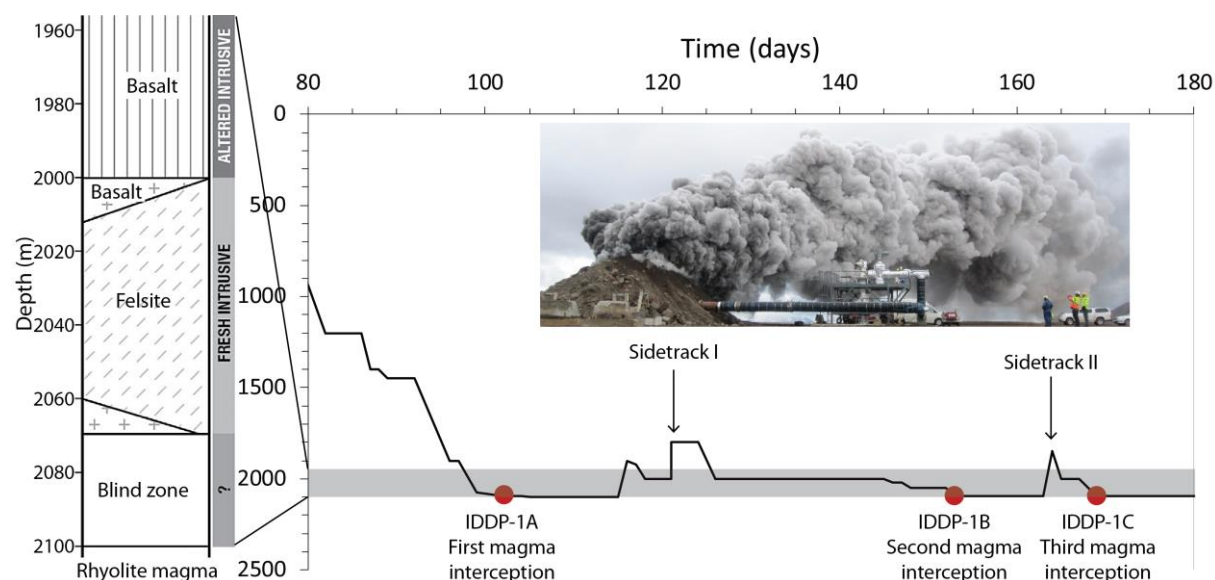 Time (days)
80 100 120 140 160 180
0
500
1000
1500
2000
2500
Depth (m)
1960
1980
2000
2020
2040
2060
2080
2100
Basalt
Basalt
Felsite
Blind zone
Rhyolite magma
ALTERED INTRUSIVE
FRESH INTRUSIVE
?
Sidetrack I
Sidetrack II
IDDP-1A
First magma
interception
IDDP-1B
Second magma
interception
IDDP-1C
Third magma
interception